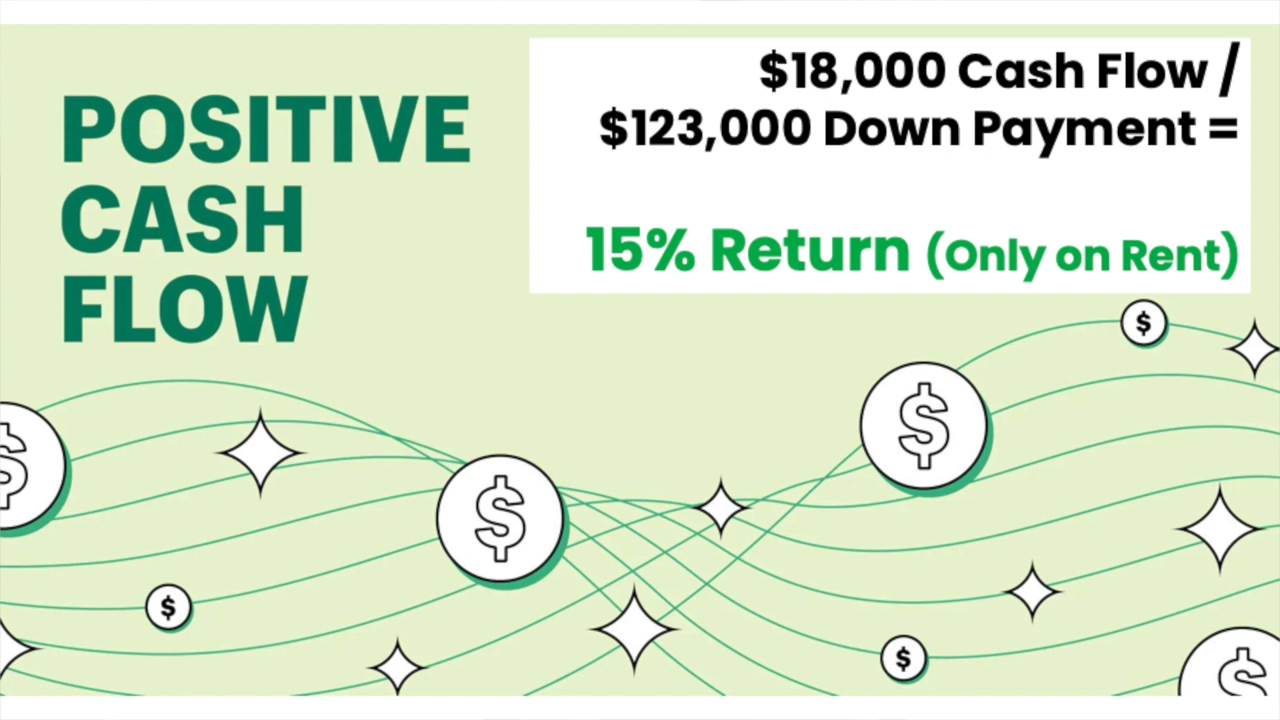 POSITIVE
CASH
FLOW
$18,000 Cash Flow /
$123,000 Down Payment =
15% Return (Only on Rent)
$
$
$
$
$
$
$